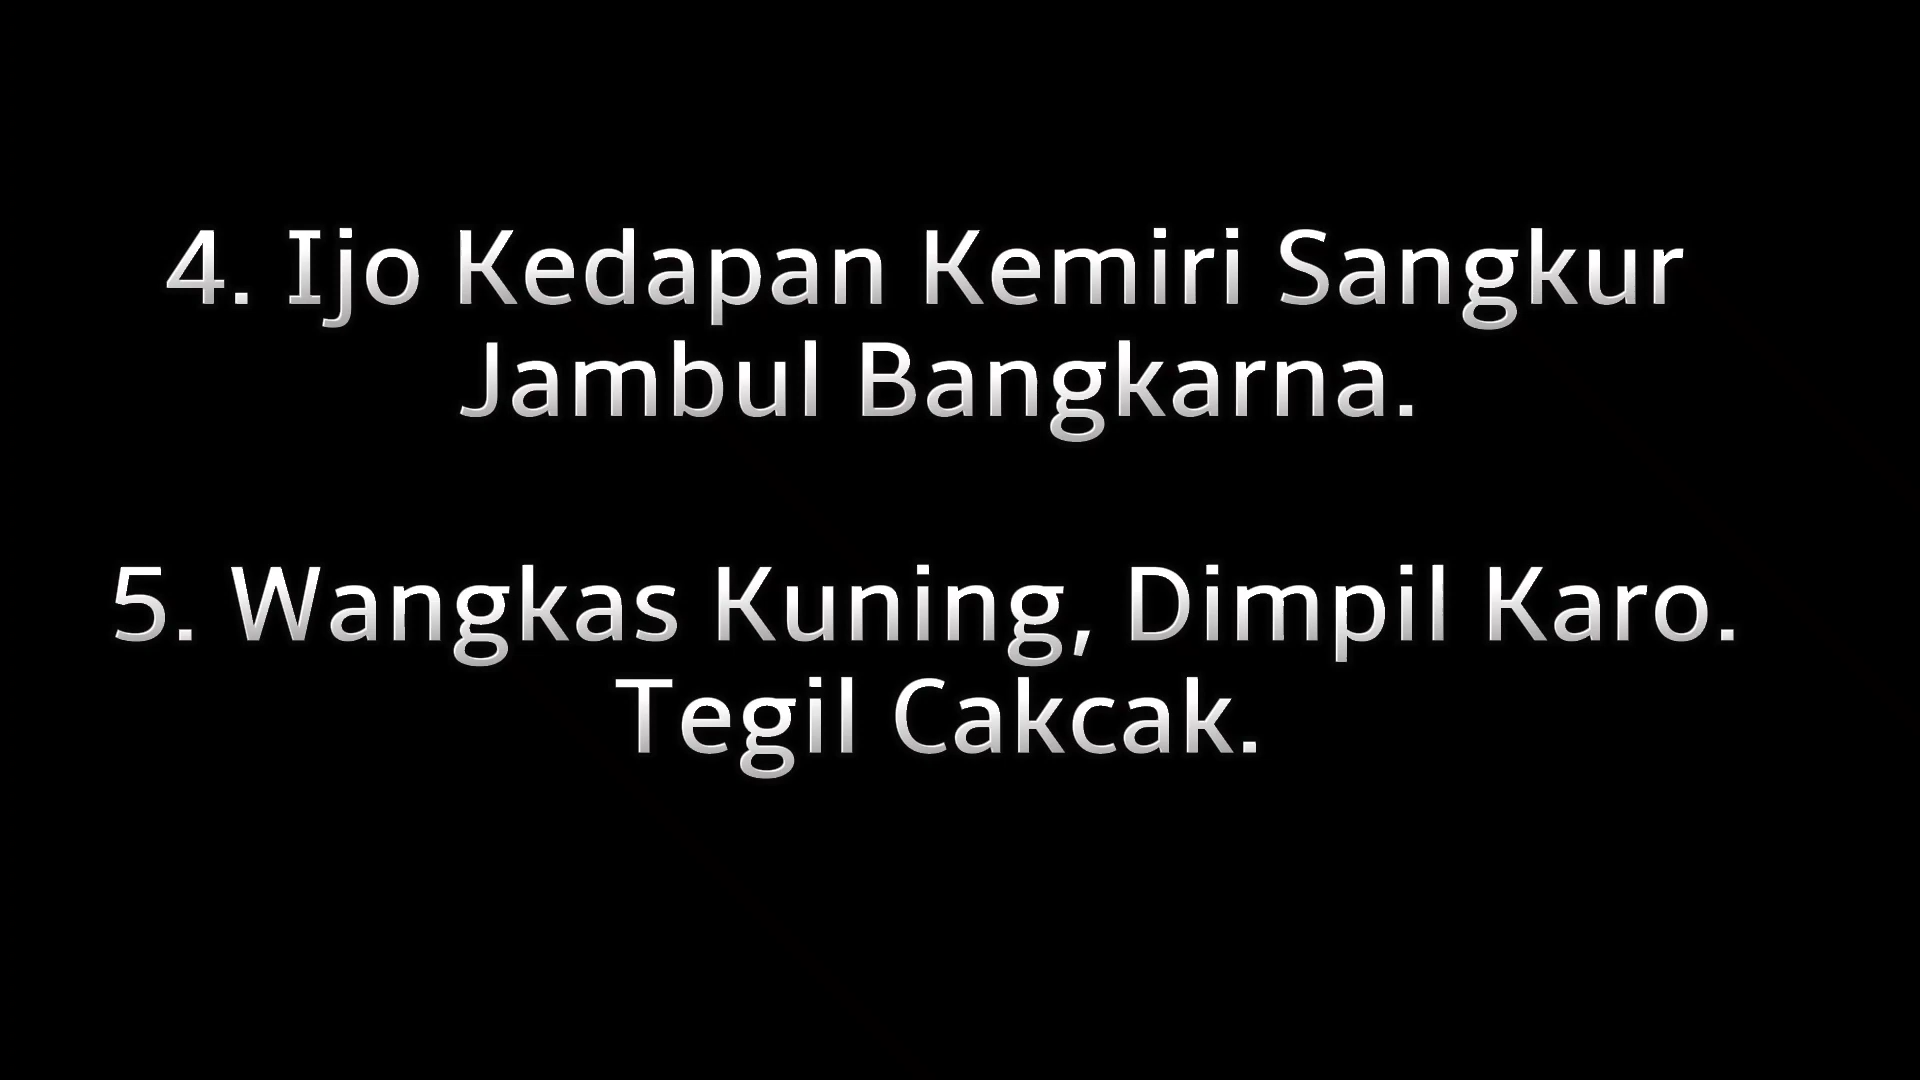 4. Ijo Kedapan Kemiri Sangkur
Jambul Bangkarna.
5. Wangkas Kuning, Dimpil Karo.
Tegil Cakcak.